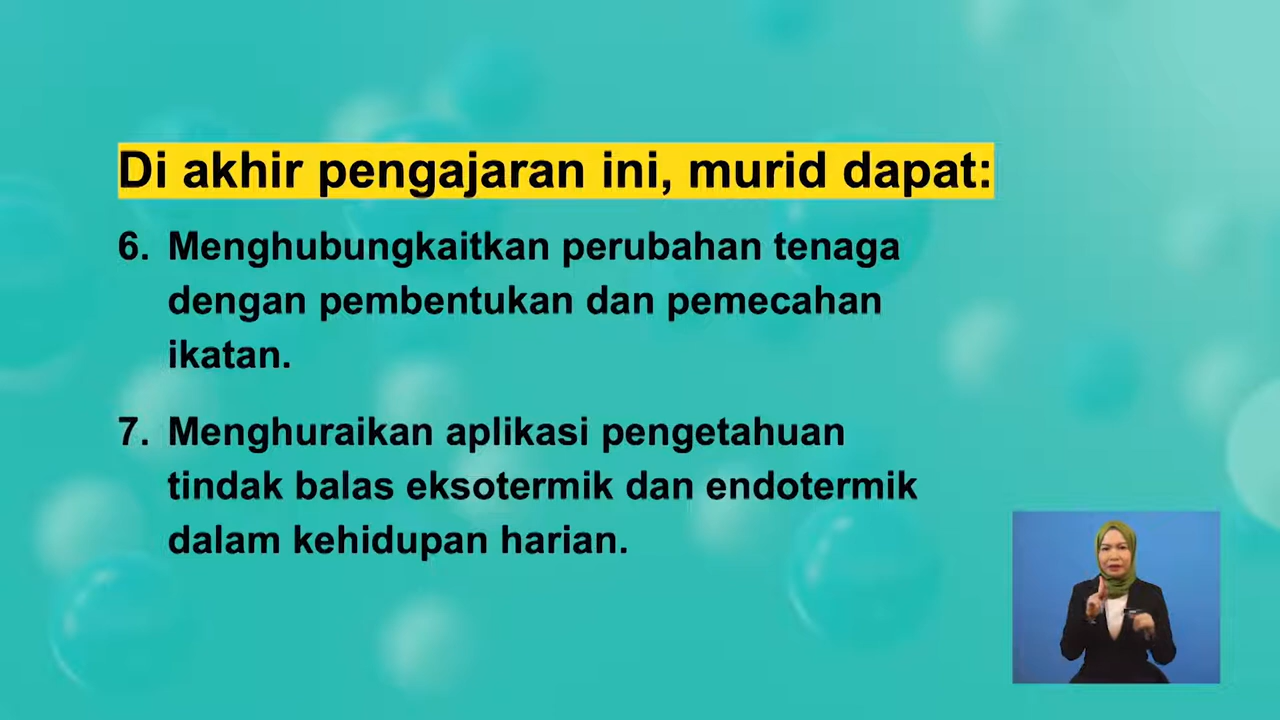 Di akhir pengajaran ini, murid dapat:
6. Menghubungkaitkan perubahan tenaga
dengan pembentukan dan pemecahan
ikatan.
7. Menghuraikan aplikasi pengetahuan
tindak balas eksotermik dan endotermik
dalam kehidupan harian.